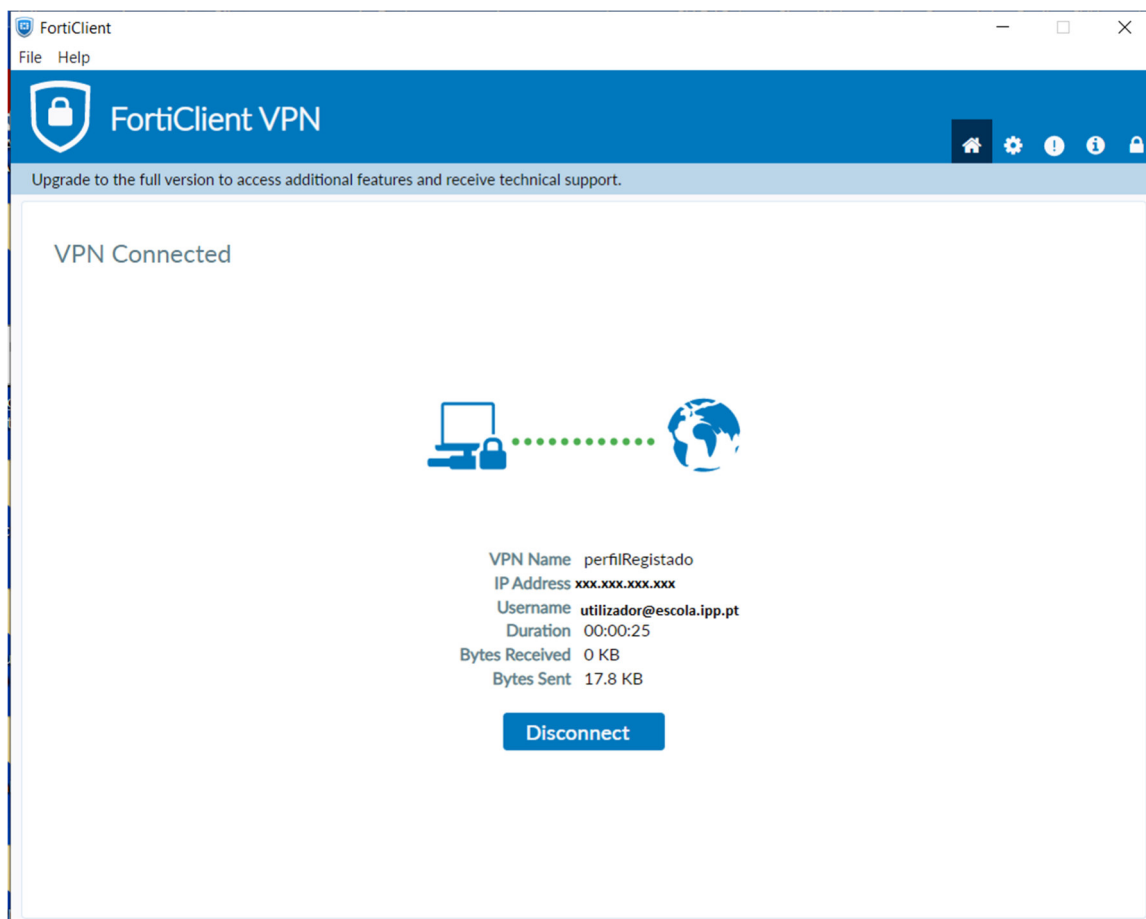 FortiClient
File Help
FortiClient VPN
Upgrade to the full version to access additional features and receive technical support.
VPN Connected
VPN Name perfilRegistado
IP Address xxx.xxx.xxx.xxx
Username utilizador@escola.ipp.pt
Duration 00:00:25
Bytes Received 0 KB
Bytes Sent 17.8 KB
Disconnect